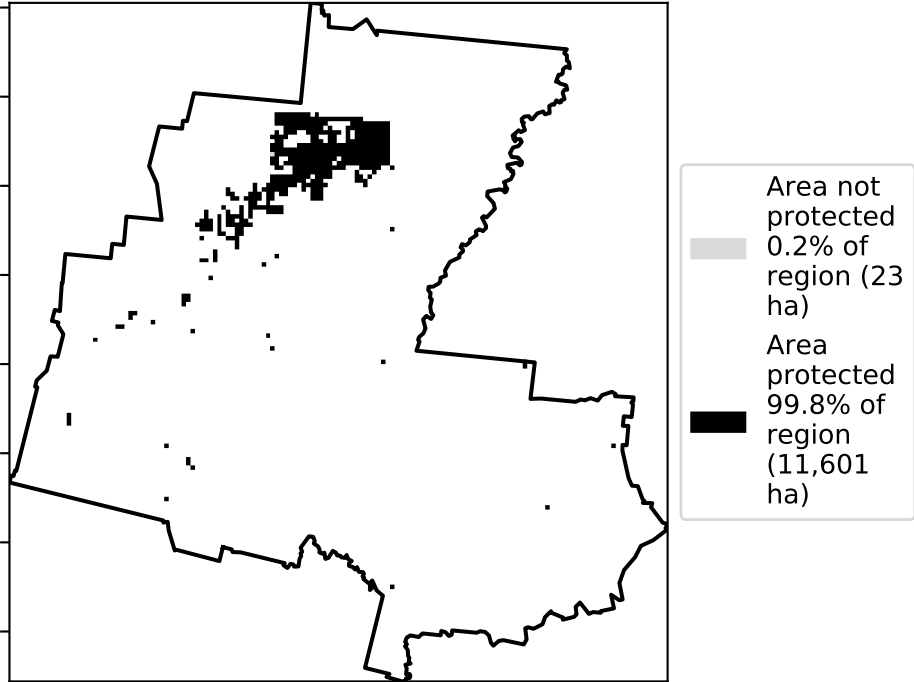 Area not
protected
0.2% of
region (23
ha)
Area
protected
99.8% of
region
(11,601
ha)